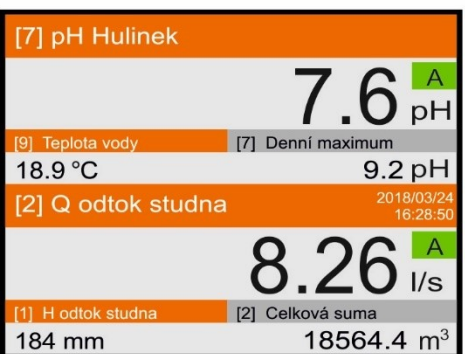 [7] pH Hulinek
A
7.6 pH
[9] Teplota vody [7] Denní maximum
18.9 °C 9.2 pH
[2] Q odtok studna 2018/03/24
16:28:50
A
8.26 l/s
[1] H odtok studna [2] Celková suma
184 mm 18564.4 m³